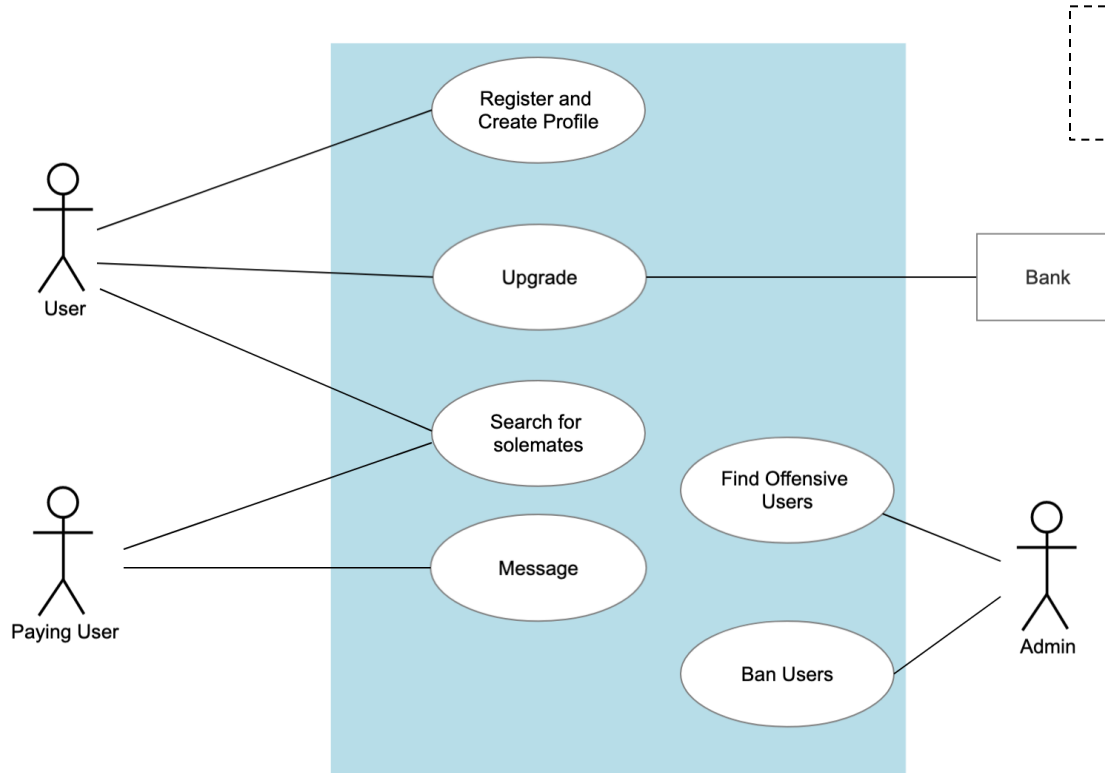 Register and
Create Profile
User
Upgrade
Bank
Search for
solemates
Find Offensive
Users
Paying User
Message
Admin
Ban Users